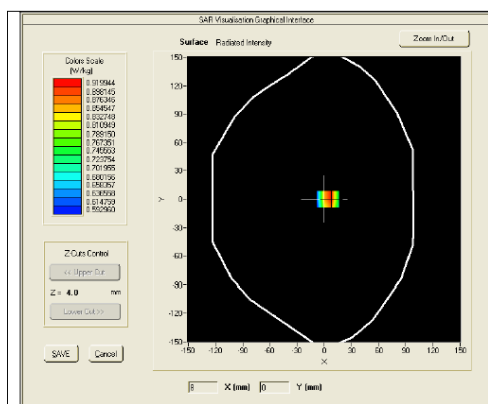 SAR Visualisation Graphical Interface
Surface Radiated Intensity
Zoom In/Out
Colors Scale
(W/kg)
0.919944
0.898145
0.876346
0.854547
0.832748
0.810949
0.789150
0.767351
0.745553
0.723754
0.701955
0.680156
0.658357
0.636558
0.614759
0.592960
Z-Cuts Control
<< Upper Cut
Z = 4.0 mm
Lower Cut >>
SAVE Cancel
150
120
90
60
30
0
-30
-60
-90
-120
-150
Y
-150 -120 -90 -60 -30 0 30 60 90 120 150
X
8 X (mm) 0 Y (mm)